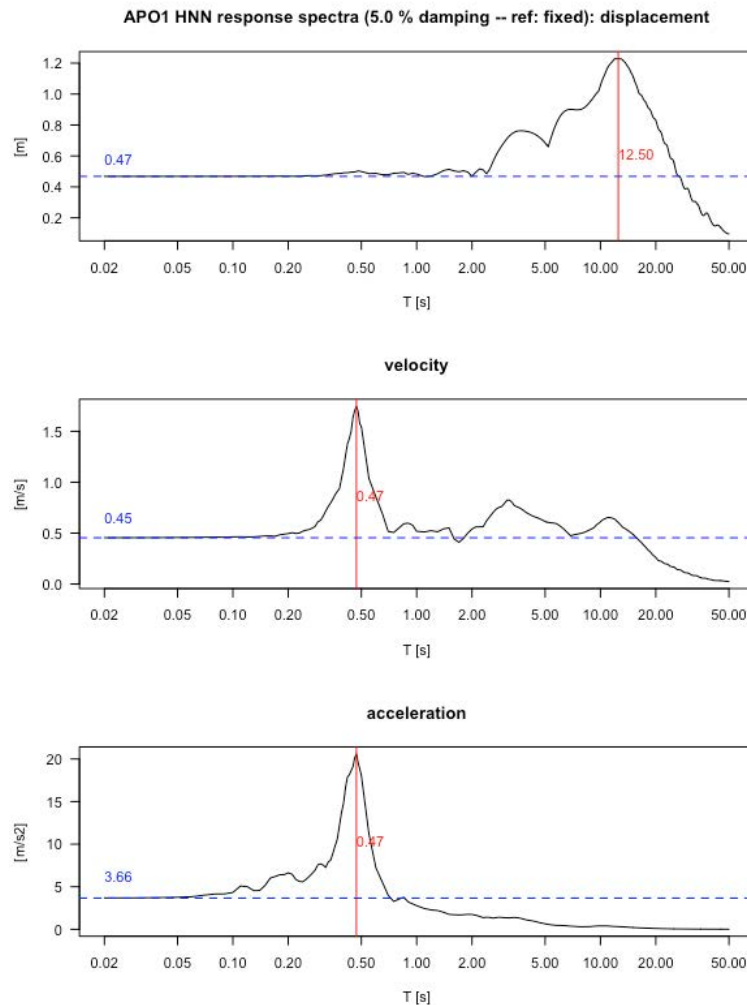 APO1 HNN response spectra (5.0 % damping -- ref: fixed): displacement
1.2
1.0
0.8
0.6
0.4
0.2
[m]
0.47
12.50
0.02 0.05 0.10 0.20 0.50 1.00 2.00 5.00 10.00 20.00 50.00
T [s]
velocity
1.5
1.0
0.5
0.0
[m/s]
0.45
0.47
0.02 0.05 0.10 0.20 0.50 1.00 2.00 5.00 10.00 20.00 50.00
T [s]
acceleration
20
15
10
5
0
[m/s2]
3.66
0.47
0.02 0.05 0.10 0.20 0.50 1.00 2.00 5.00 10.00 20.00 50.00
T [s]